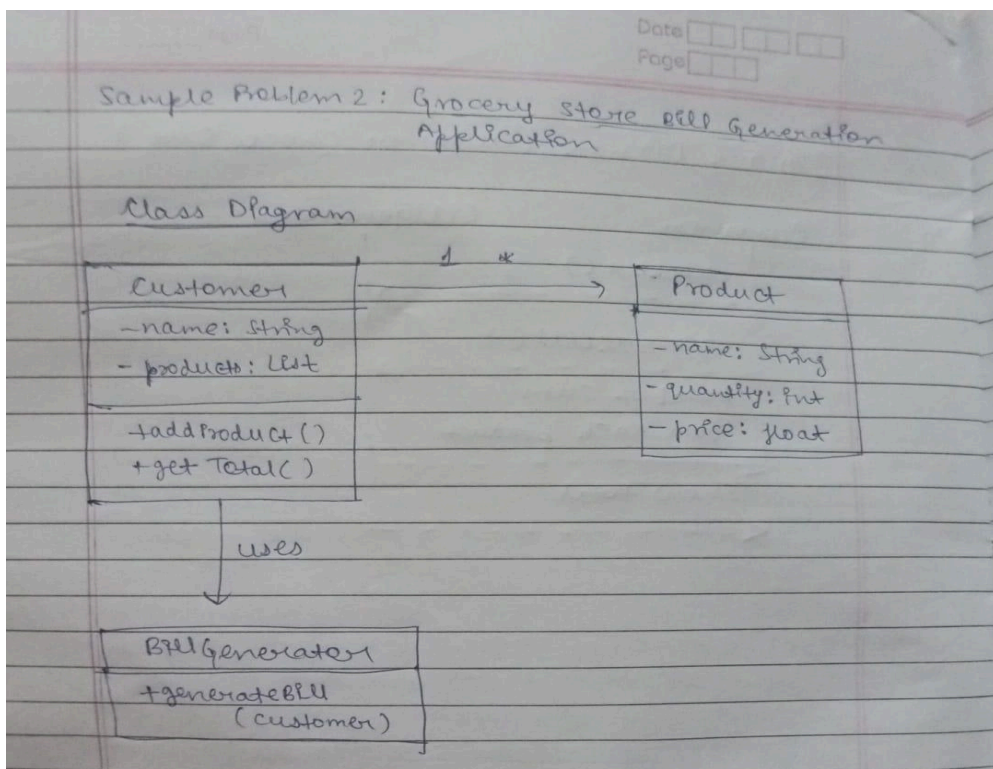 Date
Page
Sample Problem 2: Grocery Store Bill Generation
Application
Class Diagram
1 *
Customer
-name: String
- products: List
+addProduct()
+get Total()
Product
-name: String
- quantity: int
- price: float
uses
BillGenerator
+generateBill
(customer)